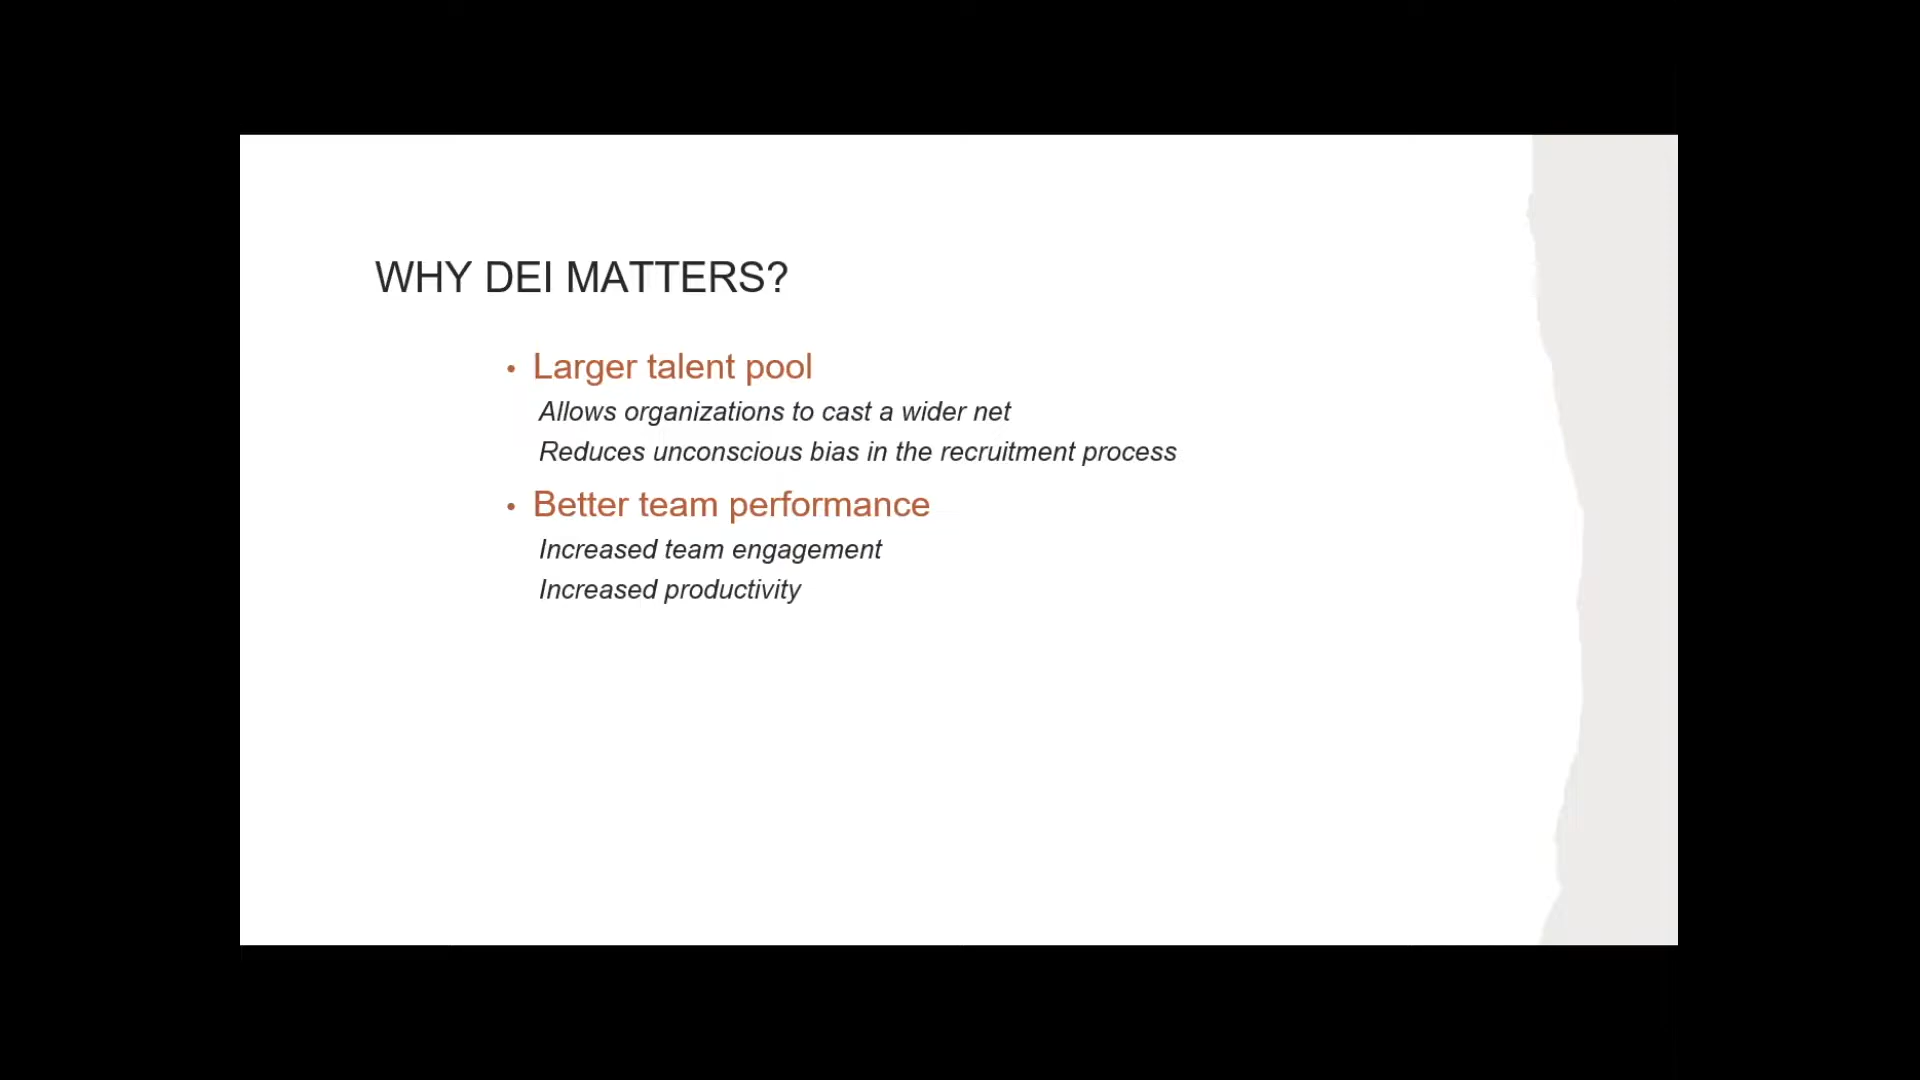 WHY DEI MATTERS?
• Larger talent pool
Allows organizations to cast a wider net
Reduces unconscious bias in the recruitment process
• Better team performance
Increased team engagement
Increased productivity